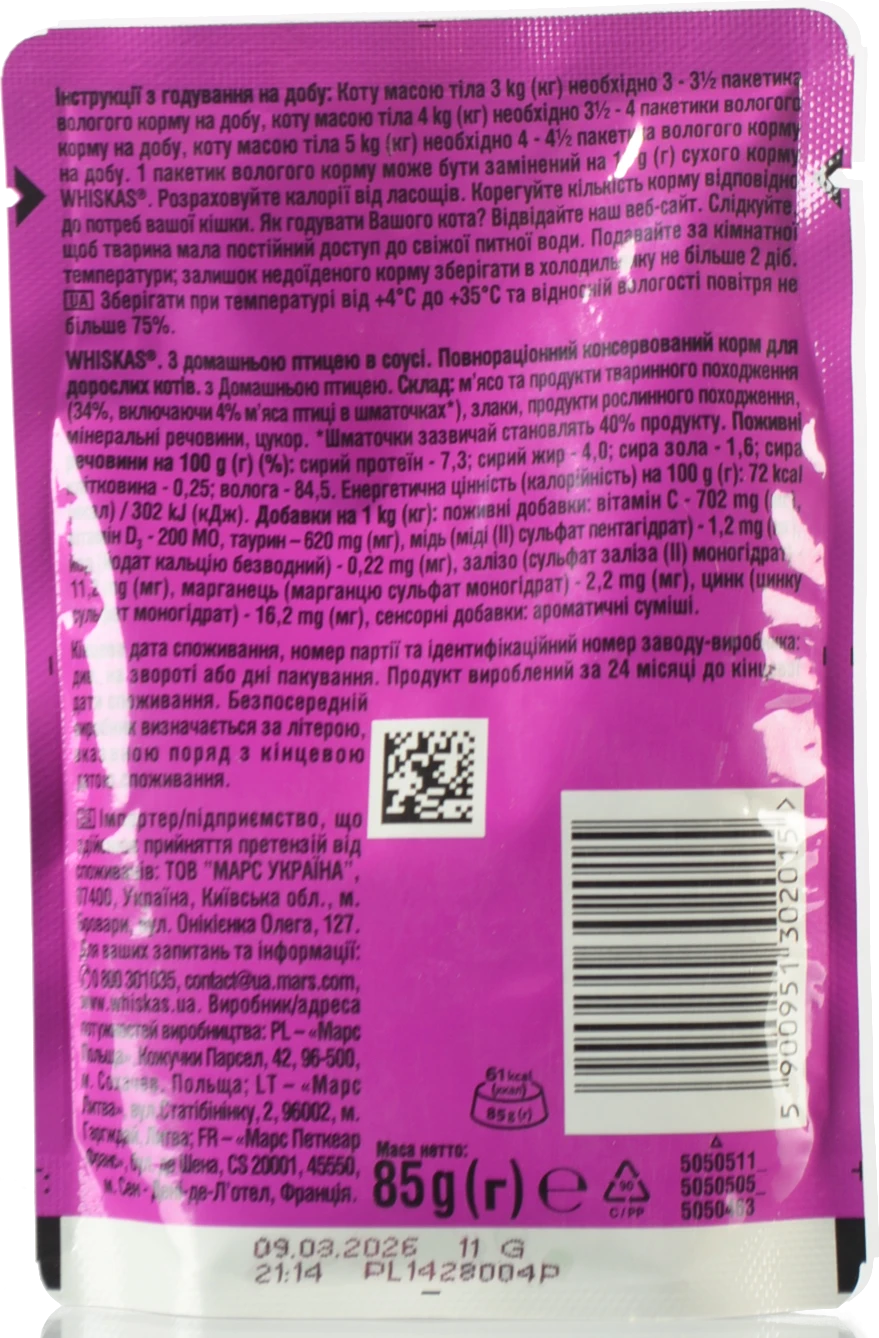 Інструкції з годування на добу: Коту масою тіла 3 kg (кг) необхідно 3 - 3½ пакетика
вологого корму на добу, коту масою тіла 4 kg (кг) необхідно 3½ - 4 пакетики вологого
корму на добу, коту масою тіла 5 kg (кг) необхідно 4 - 4½ вологого корму
на добу. 1 пакетик вологого корму може бути замінений на (г) сухого корму
WHISKAS®. Розраховуйте калорії від ласощів. Корегуйте кількість корму відповідно
до потреб вашої кішки. Як годувати Вашого кота? Відвідайте наш веб-сайт. Слідкуйте
щоб тварина мала постійний доступ до свіжої питної води. Подавайте за кімнатної
температури; залишок недоїденого корму зберігати в не більше 2 діб.
UA Зберігати при температурі від +4°C до +35°C та відносній вологості повітря не
більше 75%.
WHISKAS®. З домашньою птицею в соусі. Повнораціонний консервований корм для
дорослих котів. з Домашньою птицею. Склад: м'ясо та продукти тваринного походження
(34%, включаючи 4% м'яса птиці в шматочках*), злаки, продукти рослинного походження,
мінеральні речовини, цукор. *Шматочки зазвичай становлять 40% продукту. Поживні
речовини на 100 g (г) (%): сирий протеїн - 7,3; сирий жир - 4,0; сира зола - 1,6; сира
клітковина - 0,25; волога - 84,5. Енергетична цінність (калорійність) на 100 g (г): 72 kcal
/ 302 kJ (кДж). Добавки на 1 kg (кг): поживні добавки: вітамін С - 702 mg
D₃ - 200 МО, таурин – 620 mg (мг), мідь (міді (II) сульфат пентагідрат) - 1,2 mg
кальцію безводний) - 0,22 mg (мг), залізо (сульфат заліза (II) моногідрат) -
(мг), марганець (марганцю сульфат моногідрат) - 2,2 mg (мг), цинк (цинку
сульфат моногідрат) - 16,2 mg (мг), сенсорні добавки: ароматичні суміші.
дата споживання, номер партії та ідентифікаційний номер заводу-виробника:
на звороті або дні пакування. Продукт вироблений за 24 місяці до кінцевої
дати споживання. Безпосередній
виробник визначається за літерою,
вказаною поряд з кінцевою
датою споживання.
Імпортер/підприємство, що
здійснює прийняття претензій від
споживачів: ТОВ "МАРС УКРАЇНА",
07400, Україна, Київська обл., м.
Бровари, вул. Онікієнка Олега, 127.
Для ваших запитань та інформації:
0 800 301035, contact@ua.mars.com,
www.whiskas.ua. Виробник/адреса
потужностей виробництва: PL – «Марс
Польща», Кожучки Парсел, 42, 96-500,
м. Сохачев, Польща; LT – «Марс
Литва», вул. Статібінінку, 2, 96002, м.
Гаргждай, Литва; FR – «Марс Петкеар
Франс», де Шена, CS 20001, 45550,
м. Сен - Дені-де-Л'отел, Франція.
61 kcal
(ккал)
85 g (г)
Маса нетто:
85 g (г) ℮
90
C/PP
5 900951 302015 >
5050511_
5050505_
5050463
09.03.2026 11 G
21:14 PL1428004P